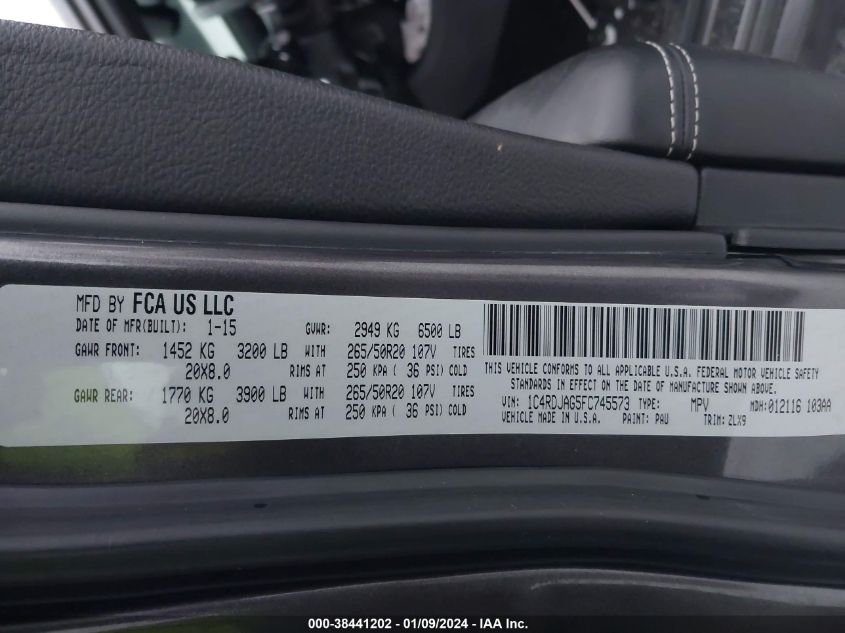 MFD BY FCA US LLC
DATE OF MFR(BUILT): 1-15 GVWR: 2949 KG 6500 LB
GAWR FRONT: 1452 KG 3200 LB WITH 265/50R20 107V TIRES
20X8.0 RIMS AT 250 KPA ( 36 PSI) COLD
GAWR REAR: 1770 KG 3900 LB WITH 265/50R20 107V TIRES
20X8.0 RIMS AT 250 KPA ( 36 PSI) COLD
THIS VEHICLE CONFORMS TO ALL APPLICABLE U.S.A. FEDERAL MOTOR VEHICLE SAFETY
STANDARDS IN EFFECT ON THE DATE OF MANUFACTURE SHOWN ABOVE.
VIN: 1C4RDJAG5FC745573 TYPE: MPV MDH:012116 103AA
VEHICLE MADE IN U.S.A. PAINT: PAU TRIM: ZLX9
000-38441202 - 01/09/2024 - IAA Inc.